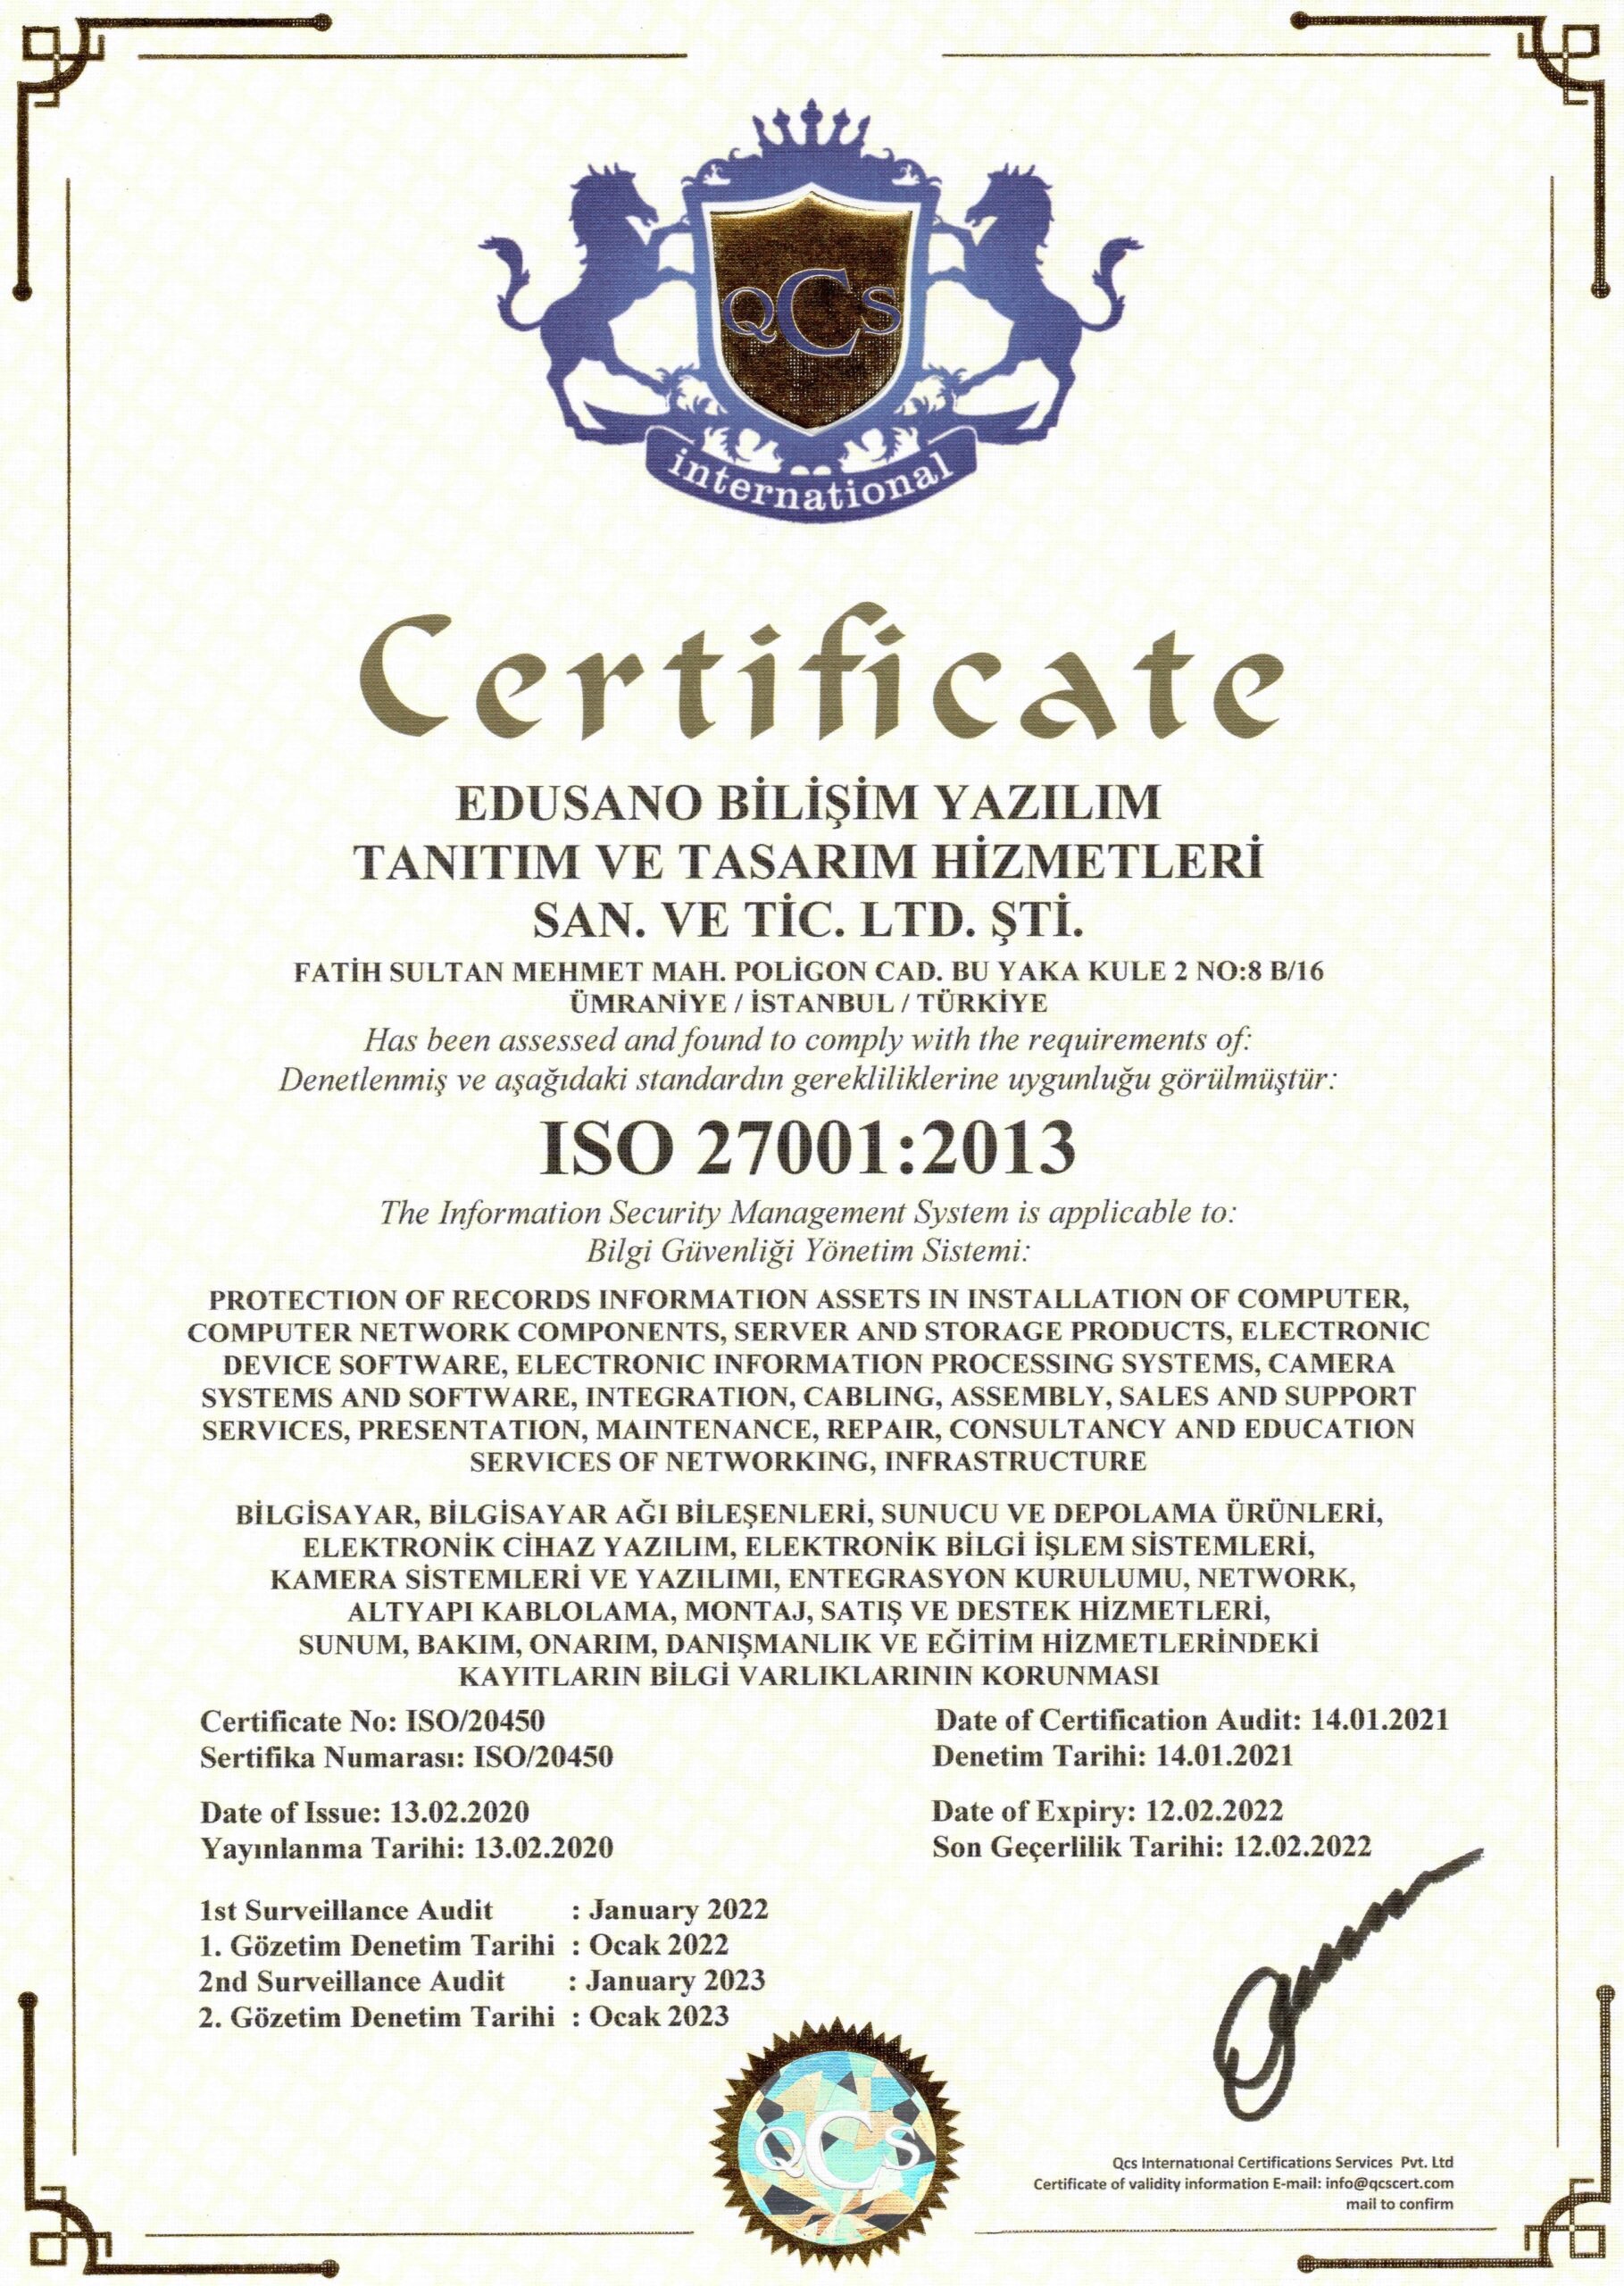 QCS
international
Certificate
EDUSANO BİLİŞİM YAZILIM
TANITIM VE TASARIM HİZMETLERİ
SAN. VE TİC. LTD. ŞTİ.
FATİH SULTAN MEHMET MAH. POLİGON CAD. BU YAKA KULE 2 NO:8 B/16
ÜMRANİYE / İSTANBUL / TÜRKİYE
Has been assessed and found to comply with the requirements of:
Denetlenmiş ve aşağıdaki standardın gerekliliklerine uygunluğu görülmüştür:
ISO 27001:2013
The Information Security Management System is applicable to:
Bilgi Güvenliği Yönetim Sistemi:
PROTECTION OF RECORDS INFORMATION ASSETS IN INSTALLATION OF COMPUTER,
COMPUTER NETWORK COMPONENTS, SERVER AND STORAGE PRODUCTS, ELECTRONIC
DEVICE SOFTWARE, ELECTRONIC INFORMATION PROCESSING SYSTEMS, CAMERA
SYSTEMS AND SOFTWARE, INTEGRATION, CABLING, ASSEMBLY, SALES AND SUPPORT
SERVICES, PRESENTATION, MAINTENANCE, REPAIR, CONSULTANCY AND EDUCATION
SERVICES OF NETWORKING, INFRASTRUCTURE
BİLGİSAYAR, BİLGİSAYAR AĞI BİLEŞENLERİ, SUNUCU VE DEPOLAMA ÜRÜNLERİ,
ELEKTRONİK CİHAZ YAZILIM, ELEKTRONİK BİLGİ İŞLEM SİSTEMLERİ,
KAMERA SİSTEMLERİ VE YAZILIMI, ENTEGRASYON KURULUMU, NETWORK,
ALTYAPI KABLOLAMA, MONTAJ, SATIŞ VE DESTEK HİZMETLERİ,
SUNUM, BAKIM, ONARIM, DANIŞMANLIK VE EĞİTİM HİZMETLERİNDEKİ
KAYITLARIN BİLGİ VARLIKLARININ KORUNMASI
Certificate No: ISO/20450
Sertifika Numarası: ISO/20450
Date of Certification Audit: 14.01.2021
Denetim Tarihi: 14.01.2021
Date of Issue: 13.02.2020
Yayınlanma Tarihi: 13.02.2020
Date of Expiry: 12.02.2022
Son Geçerlilik Tarihi: 12.02.2022
1st Surveillance Audit : January 2022
1. Gözetim Denetim Tarihi : Ocak 2022
2nd Surveillance Audit : January 2023
2. Gözetim Denetim Tarihi : Ocak 2023
QCS
Qcs Internatıonal Certifications Services Pvt. Ltd
Certificate of validity information E-mail: info@qcscert.com
mail to confirm